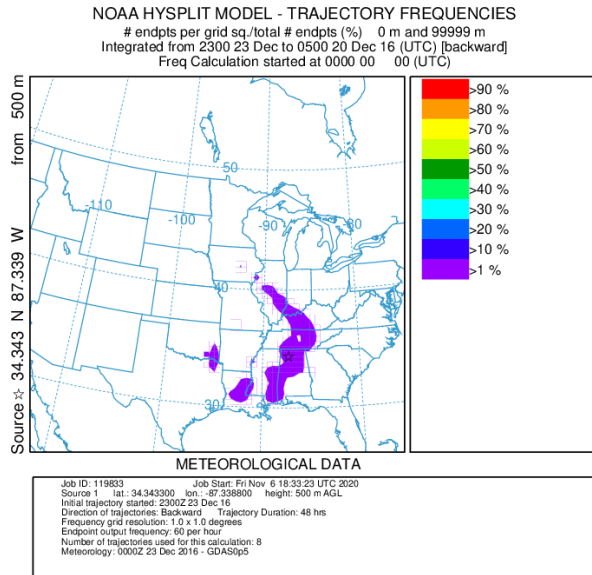 NOAA HYSPLIT MODEL - TRAJECTORY FREQUENCIES
# endpts per grid sq./total # endpts (%) 0 m and 99999 m
Integrated from 2300 23 Dec to 0500 20 Dec 16 (UTC) [backward]
Freq Calculation started at 0000 00 00 (UTC)
Source ☆ 34.343 N 87.339 W from 500 m
50
-110
-100
-90
-80
40
30
>90 %
>80 %
>70 %
>60 %
>50 %
>40 %
>30 %
>20 %
>10 %
>1 %
METEOROLOGICAL DATA
Job ID: 119833 Job Start: Fri Nov 6 18:33:23 UTC 2020
Source 1 lat.: 34.343300 lon.: -87.338800 height: 500 m AGL
Initial trajectory started: 2300Z 23 Dec 16
Direction of trajectories: Backward Trajectory Duration: 48 hrs
Frequency grid resolution: 1.0 x 1.0 degrees
Endpoint output frequency: 60 per hour
Number of trajectories used for this calculation: 8
Meteorology: 0000Z 23 Dec 2016 - GDAS0p5